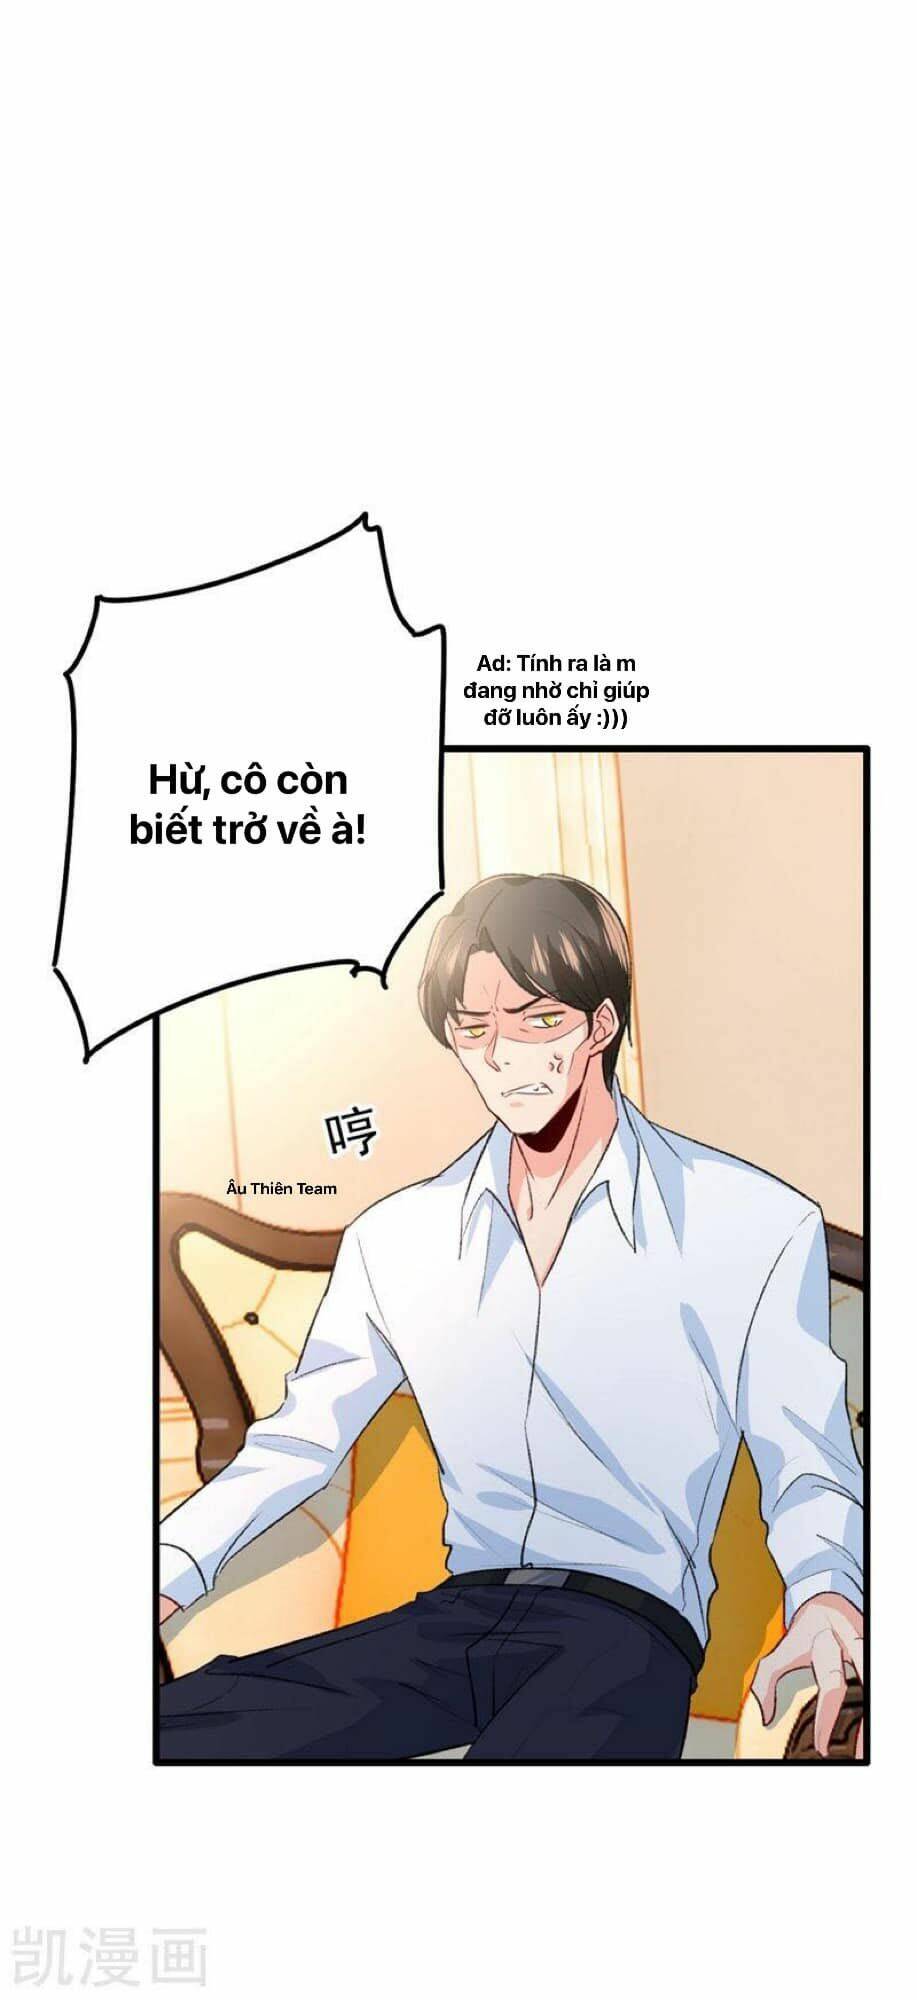 Ad: Tính ra là m
đang nhờ chỉ giúp
đỡ luôn ấy :)))
Hừ, cô còn
biết trở về à!
哼
Âu Thiên Team
凯漫画